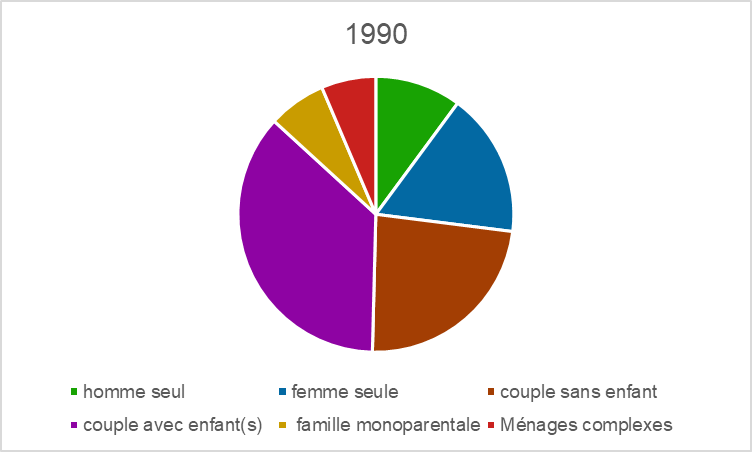 1990
homme seul femme seule couple sans enfant
couple avec enfant(s) famille monoparentale Ménages complexes